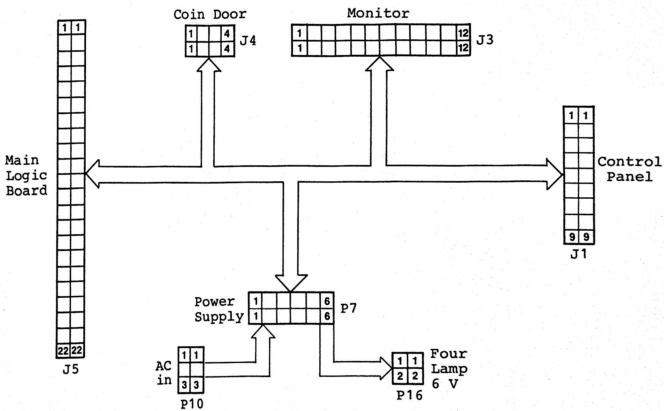 Coin Door
Monitor
1 1
1 4
1 4
J4
1 12
1 12
J3
Main
Logic
Board
1 1
9 9
J1
Control
Panel
22 22
J5
Power
Supply
1 6
1 6
P7
AC
in
1 1
3 3
P10
1 1
2 2
P16
Four
Lamp
6 V